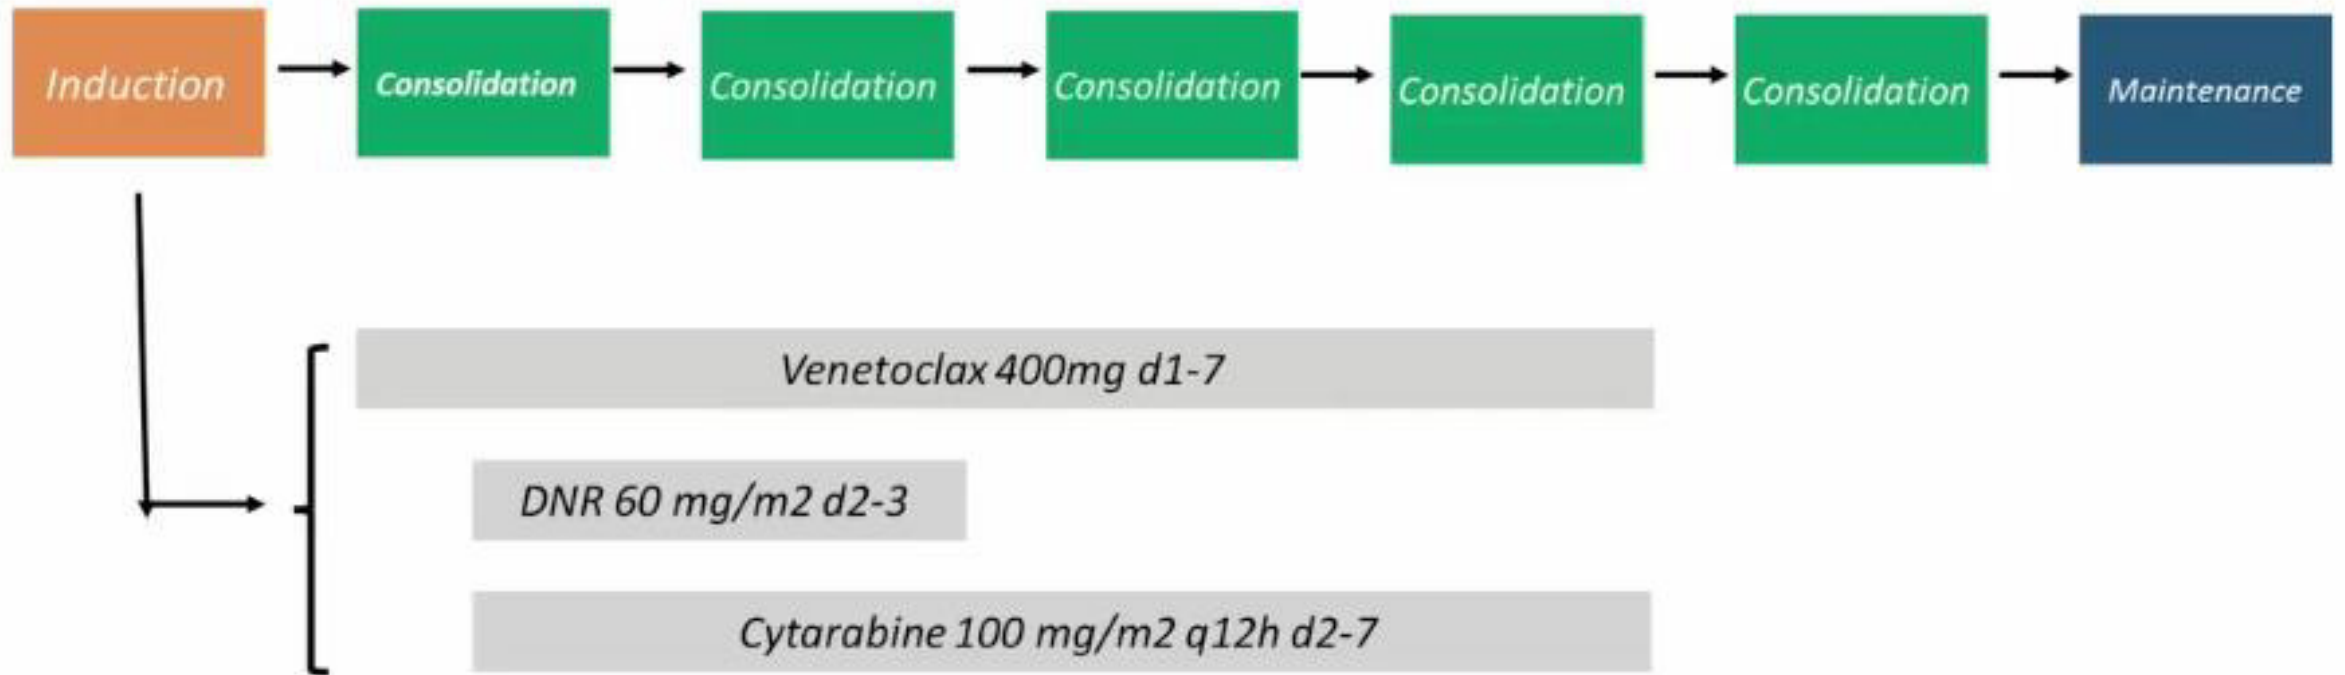 Induction
Consolidation
Consolidation
Consolidation
Consolidation
Consolidation
Maintenance
Venetoclax 400mg d1-7
DNR 60 mg/m2 d2-3
Cytarabine 100 mg/m2 q12h d2-7